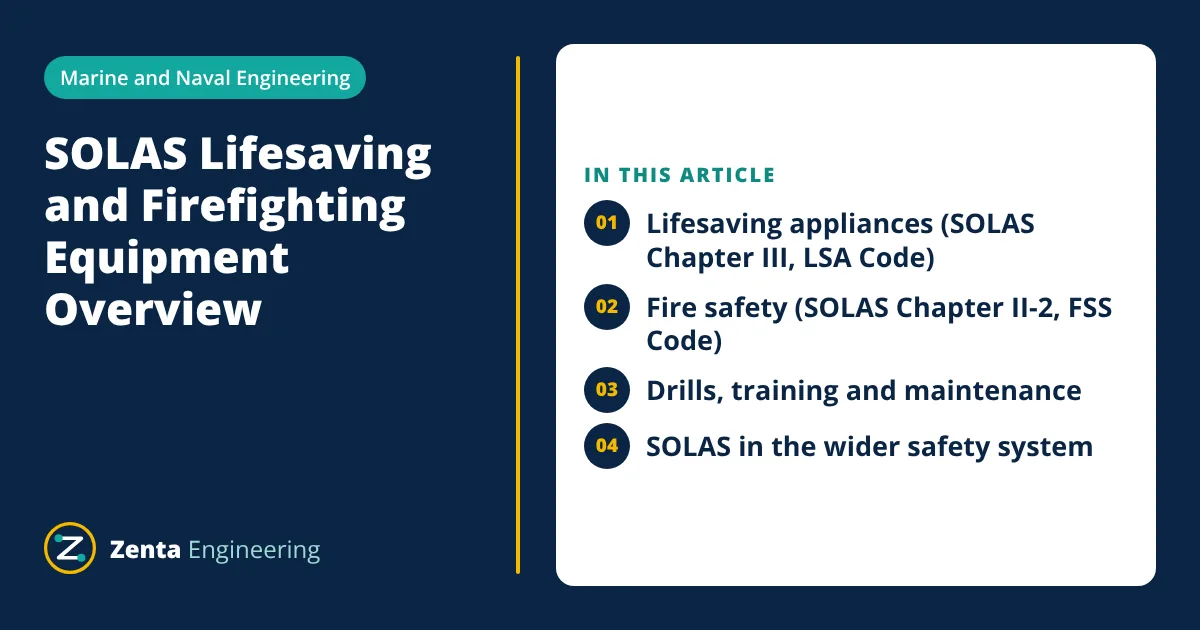 Marine and Naval Engineering
SOLAS Lifesaving
and Firefighting
Equipment
Overview
Zenta Engineering
IN THIS ARTICLE
01 Lifesaving appliances (SOLAS
Chapter III, LSA Code)
02 Fire safety (SOLAS Chapter II-2, FSS
Code)
03 Drills, training and maintenance
04 SOLAS in the wider safety system